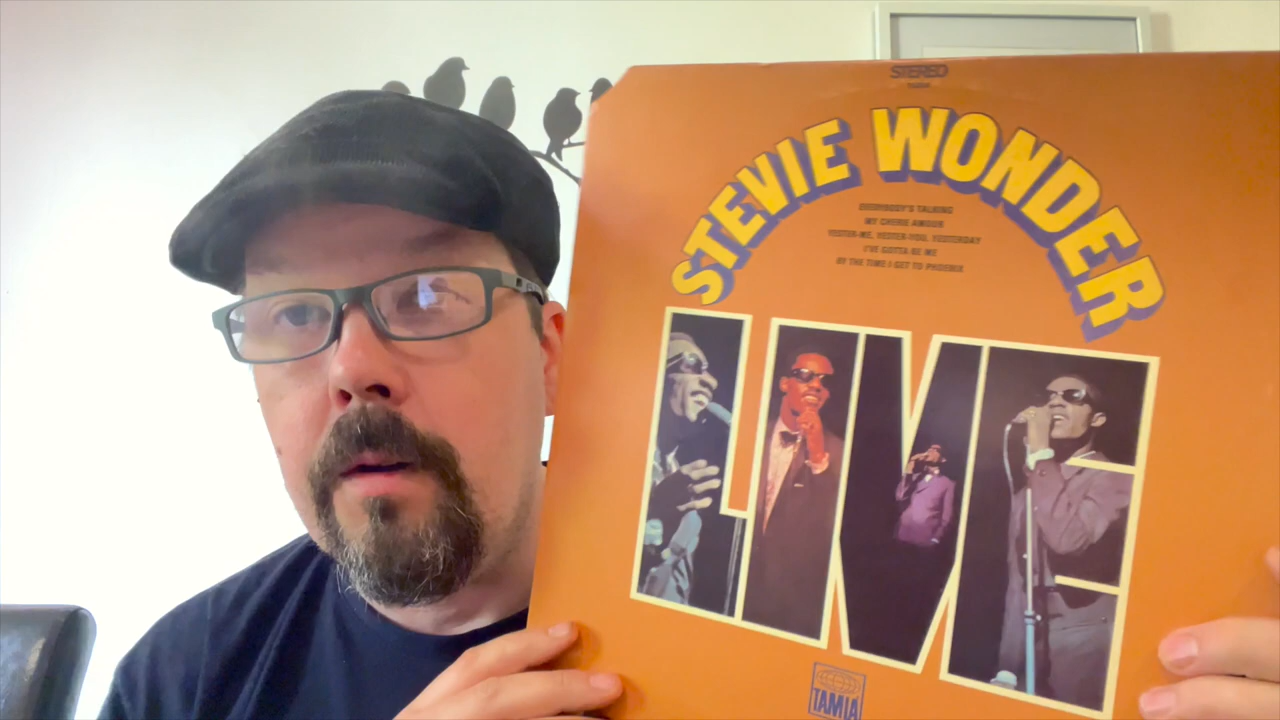 STEREO
STEVIE WONDER
EVERYBODY'S TALKING
MY CHERIE AMOUR
YESTER-ME, YESTER-YOU, YESTERDAY
I'VE GOTTA BE ME
BY THE TIME I GET TO PHOENIX
LIVE
TAMLA